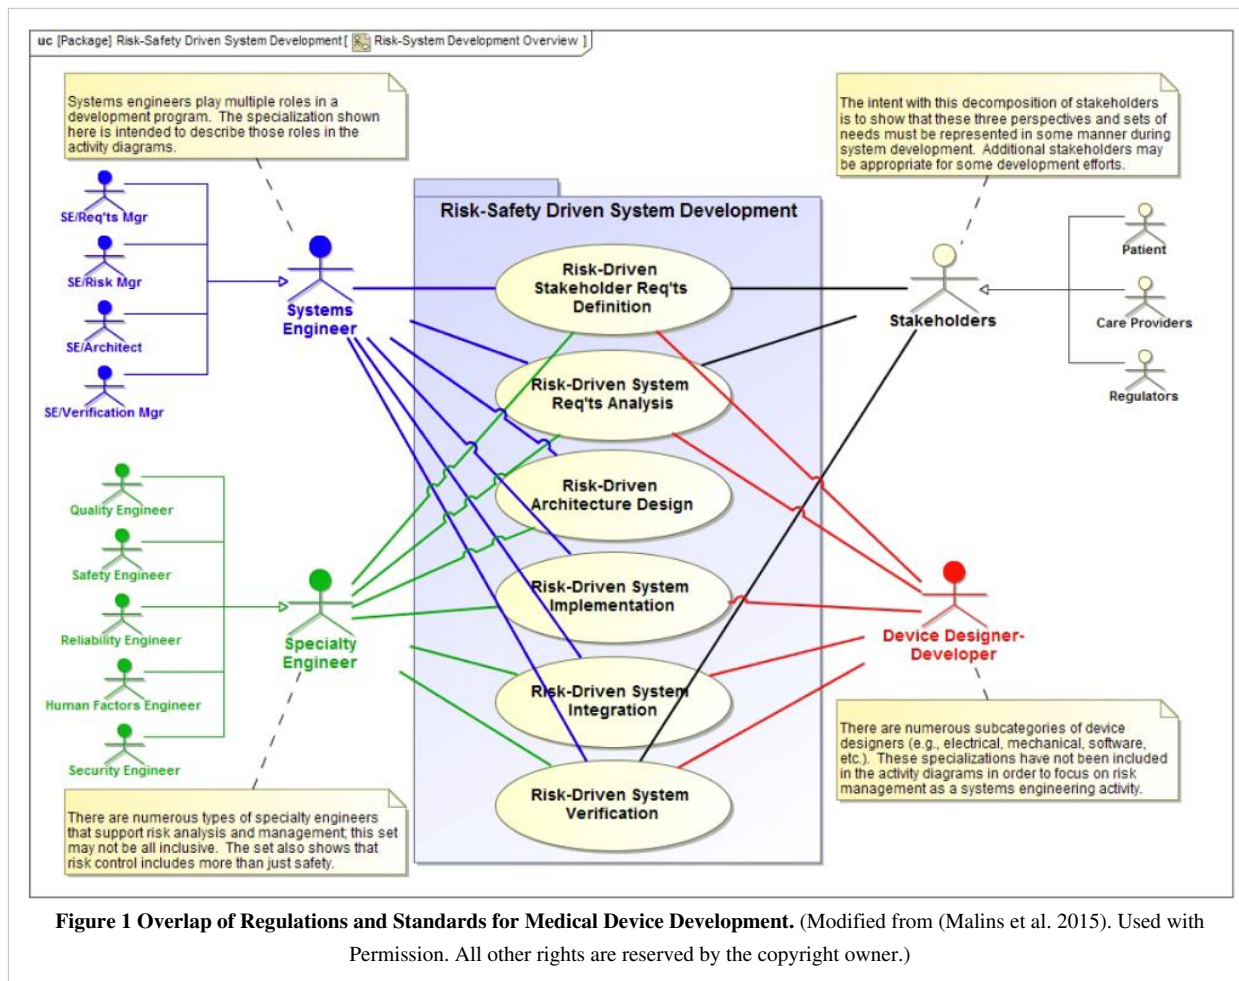 uc [Package] Risk-Safety Driven System Development [ Risk-System Development Overview ]
Systems engineers play multiple roles in a
development program. The specialization shown
here is intended to describe those roles in the
activity diagrams.
The intent with this decomposition of stakeholders
is to show that these three perspectives and sets of
needs must be represented in some manner during
system development. Additional stakeholders may
be appropriate for some development efforts.
SE/Req'ts Mgr
SE/Risk Mgr
SE/Architect
SE/Verification Mgr
Systems
Engineer
Risk-Safety Driven System Development
Risk-Driven
Stakeholder Req'ts
Definition
Risk-Driven System
Req'ts Analysis
Risk-Driven
Architecture Design
Risk-Driven System
Implementation
Risk-Driven System
Integration
Risk-Driven System
Verification
Stakeholders
Patient
Care Providers
Regulators
Quality Engineer
Safety Engineer
Reliability Engineer
Human Factors Engineer
Security Engineer
Specialty
Engineer
Device Designer-
Developer
There are numerous types of specialty engineers
that support risk analysis and management; this set
may not be all inclusive. The set also shows that
risk control includes more than just safety.
There are numerous subcategories of device
designers (e.g., electrical, mechanical, software,
etc.). These specializations have not been included
in the activity diagrams in order to focus on risk
management as a systems engineering activity.
Figure 1 Overlap of Regulations and Standards for Medical Device Development. (Modified from (Malins et al. 2015). Used with
Permission. All other rights are reserved by the copyright owner.)